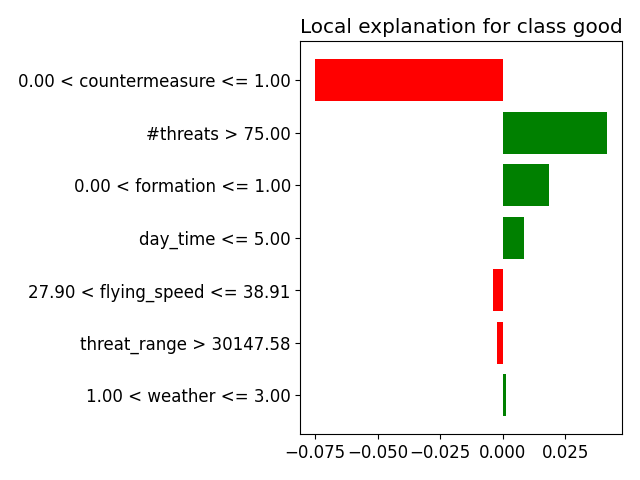 Local explanation for class good
0.00 < countermeasure <= 1.00
#threats > 75.00
0.00 < formation <= 1.00
day_time <= 5.00
27.90 < flying_speed <= 38.91
threat_range > 30147.58
1.00 < weather <= 3.00
−0.075 −0.050 −0.025 0.000 0.025